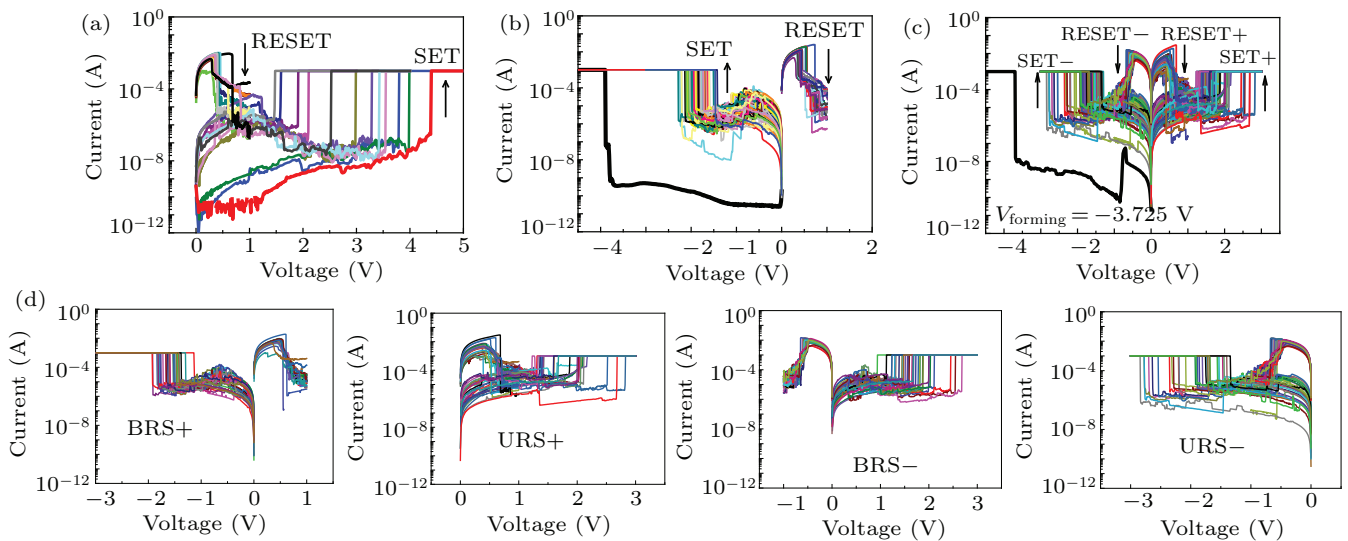 (a)
10^0
10^−4
10^−8
10^−12
Current (A)
RESET
SET
0 1 2 3 4 5
Voltage (V)
(b)
10^0
10^−4
10^−8
10^−12
Current (A)
SET
RESET
−4 −2 −1 0 2
Voltage (V)
(c)
10^0
10^−4
10^−8
10^−12
Current (A)
RESET− RESET+
SET− SET+
V_forming = −3.725 V
−4 −2 0 2 4
Voltage (V)
(d)
10^0
10^−4
10^−8
10^−12
Current (A)
BRS+
−3 −2 −1 0 1
Voltage (V)
10^0
10^−4
10^−8
10^−12
Current (A)
URS+
0 1 2 3
Voltage (V)
10^0
10^−4
10^−8
10^−12
Current (A)
BRS−
−1 0 1 2 3
Voltage (V)
10^0
10^−4
10^−8
10^−12
Current (A)
URS−
−3 −2 −1 0
Voltage (V)